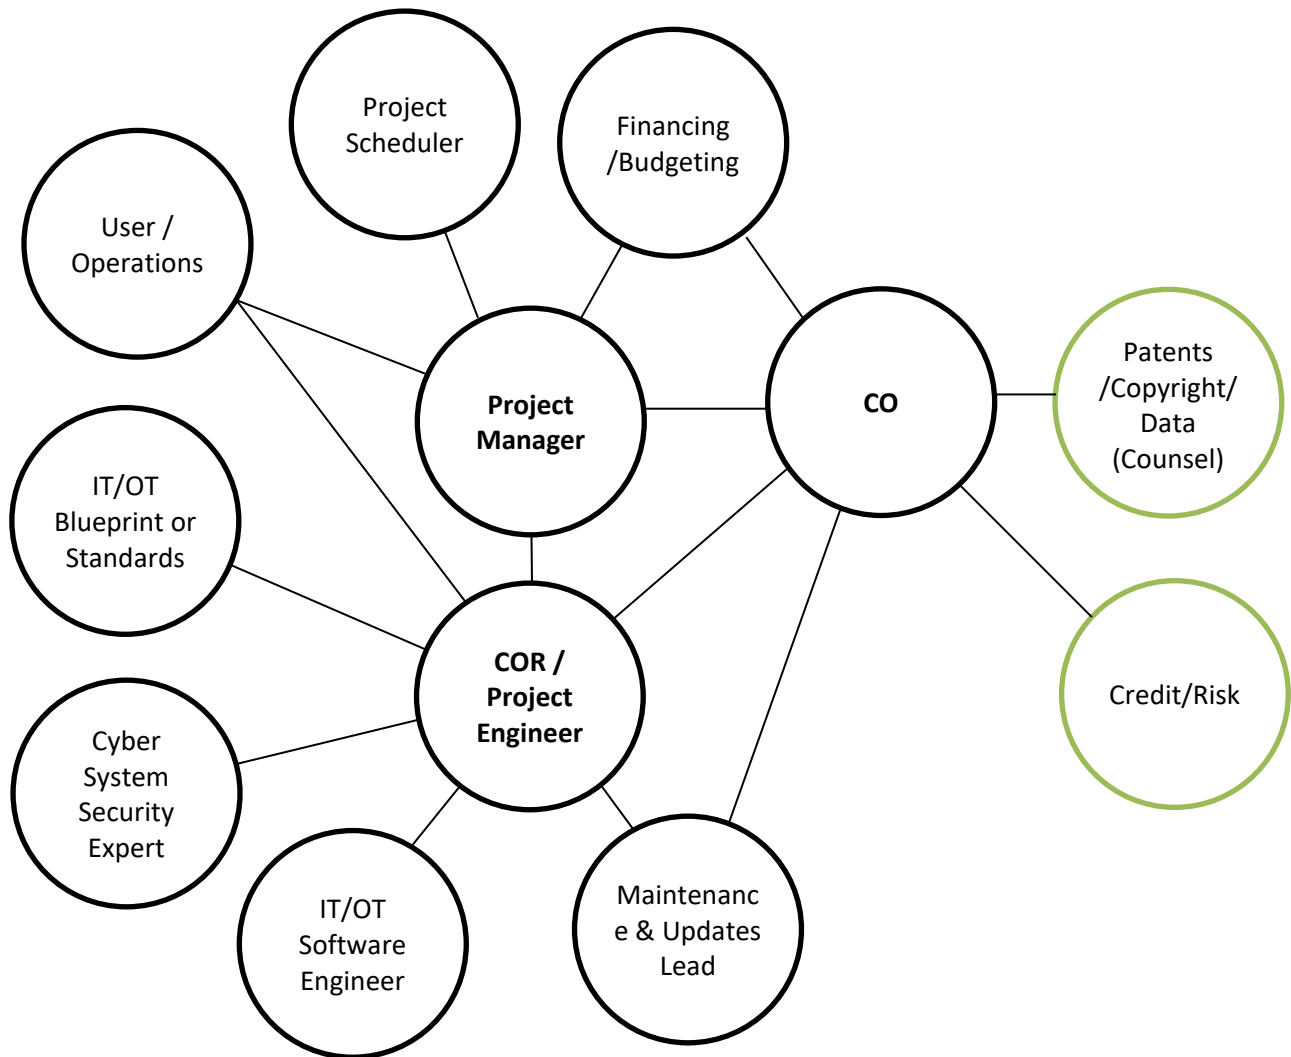 Project
Scheduler
Financing
/Budgeting
User /
Operations
Project
Manager
CO
Patents
/Copyright/
Data
(Counsel)
IT/OT
Blueprint or
Standards
COR /
Project
Engineer
Credit/Risk
Cyber
System
Security
Expert
IT/OT
Software
Engineer
Maintenanc
e & Updates
Lead